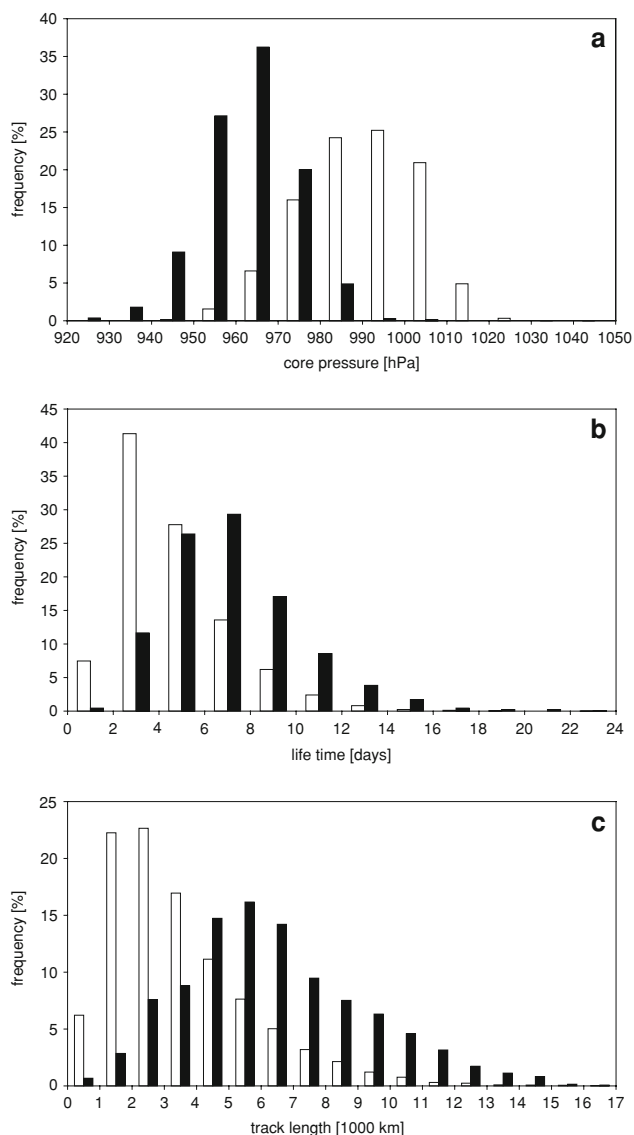 a
40
35
30
25
20
15
10
5
0
frequency [%]
920 930 940 950 960 970 980 990 1000 1010 1020 1030 1040 1050
core pressure [hPa]
b
45
40
35
30
25
20
15
10
5
0
frequency [%]
0 2 4 6 8 10 12 14 16 18 20 22 24
life time [days]
c
25
20
15
10
5
0
frequency [%]
0 1 2 3 4 5 6 7 8 9 10 11 12 13 14 15 16 17
track length [1000 km]